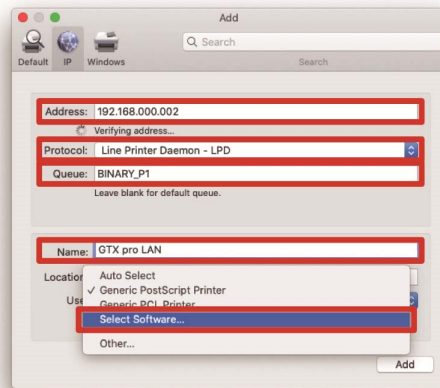 Add
Search
Default IP Windows
Search
Address: 192.168.000.002
Verifying address...
Protocol: Line Printer Daemon - LPD
Queue: BINARY_P1
Leave blank for default queue.
Name: GTX pro LAN
Location
Auto Select
✓ Generic PostScript Printer
Use
Generic PCL Printer
Select Software...
Other...
Add